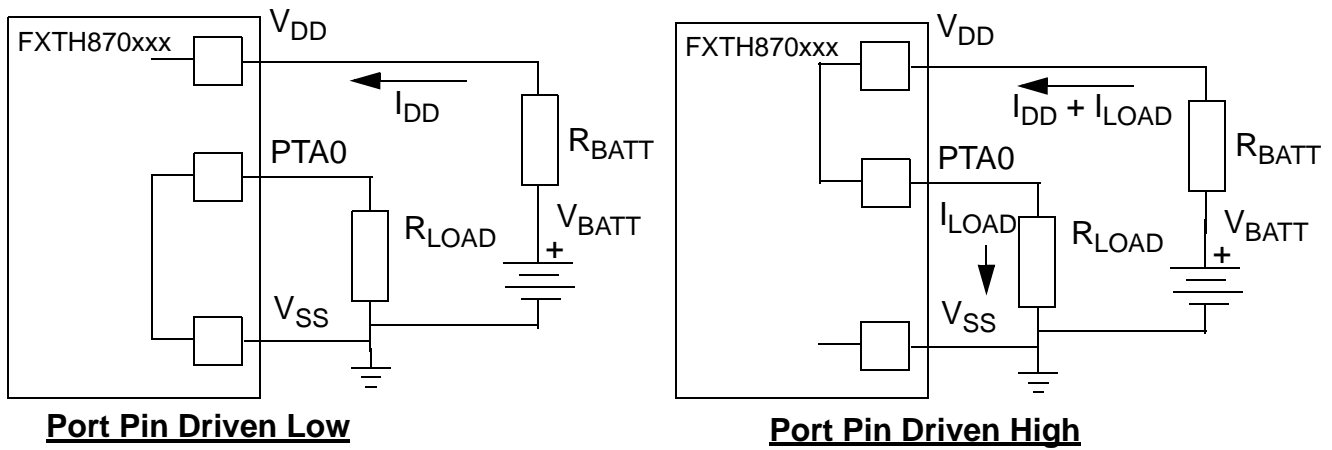 FXTH870xxx
VDD
IDD
RBATT
PTA0
RLOAD
VBATT
+
VSS
Port Pin Driven Low
FXTH870xxx
VDD
IDD + ILOAD
RBATT
PTA0
ILOAD
RLOAD
VBATT
+
VSS
Port Pin Driven High